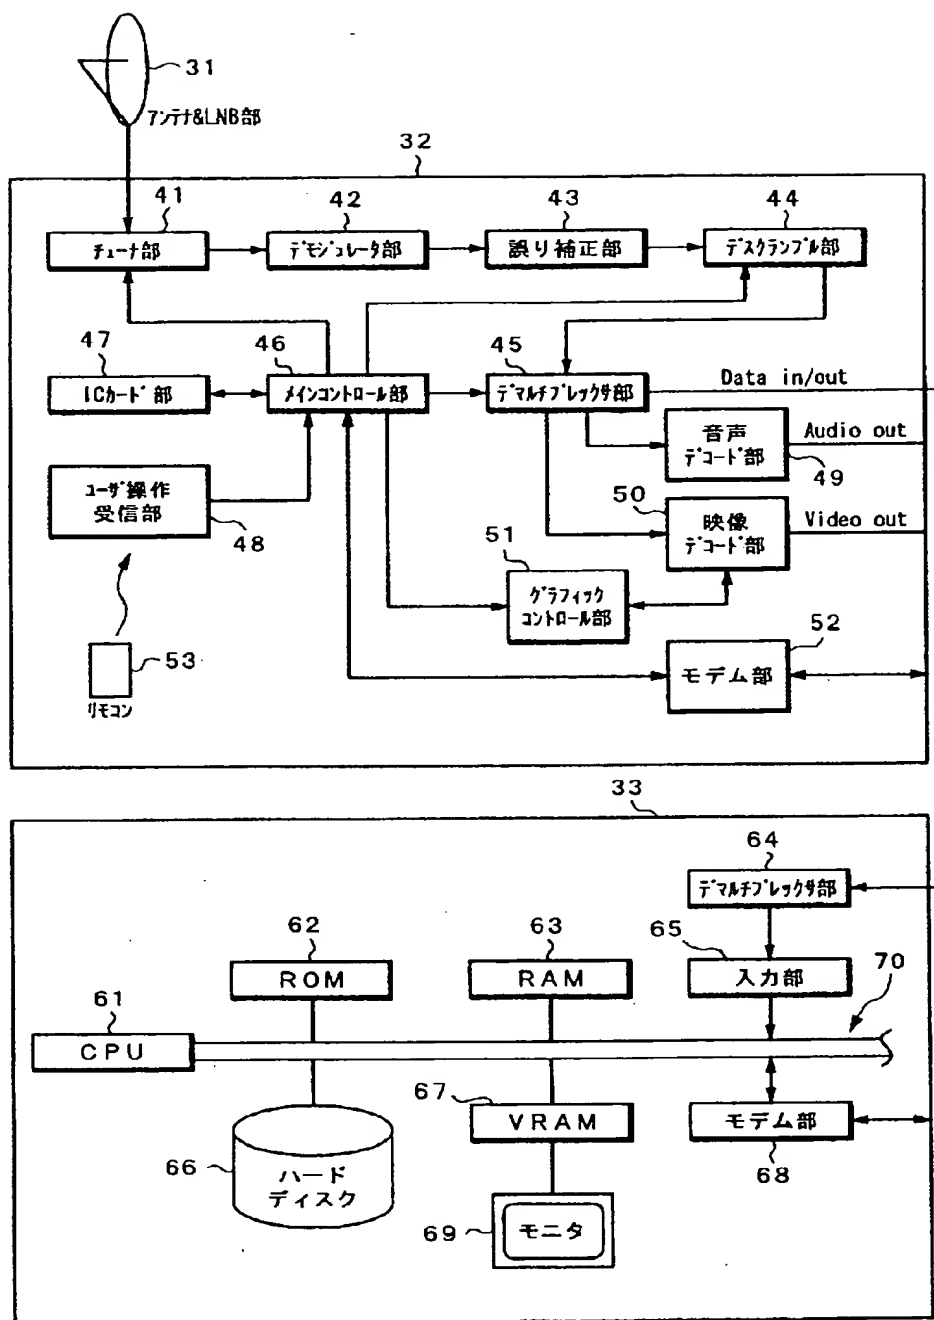 31
アンテナ&LNB部
32
41
42
43
44
チューナ部
デモジュレータ部
誤り補正部
デスクランブル部
47
46
45
ICカード部
メインコントロール部
デマルチプレックサ部
Data in/out
音声
デコード部
Audio out
49
ユーザ操作
受信部
48
50
映像
デコード部
Video out
51
グラフィック
コントロール部
52
モデム部
53
リモコン
33
64
デマルチプレックサ部
62
63
65
ROM
RAM
入力部
70
61
CPU
67
VRAM
モデム部
68
66
ハード
ディスク
69
モニタ